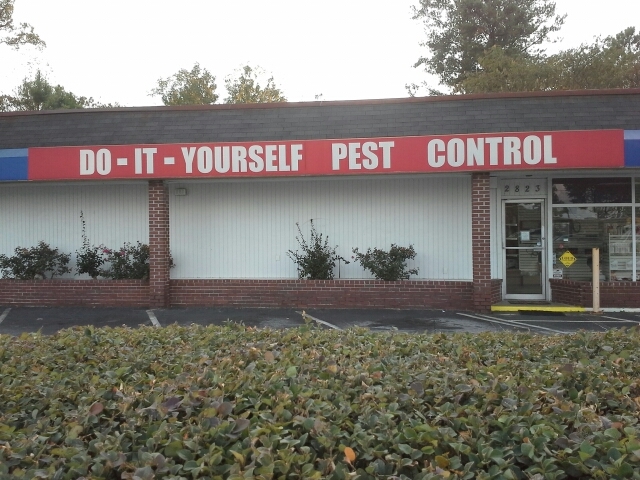 DO-IT-YOURSELF PEST CONTROL
2823